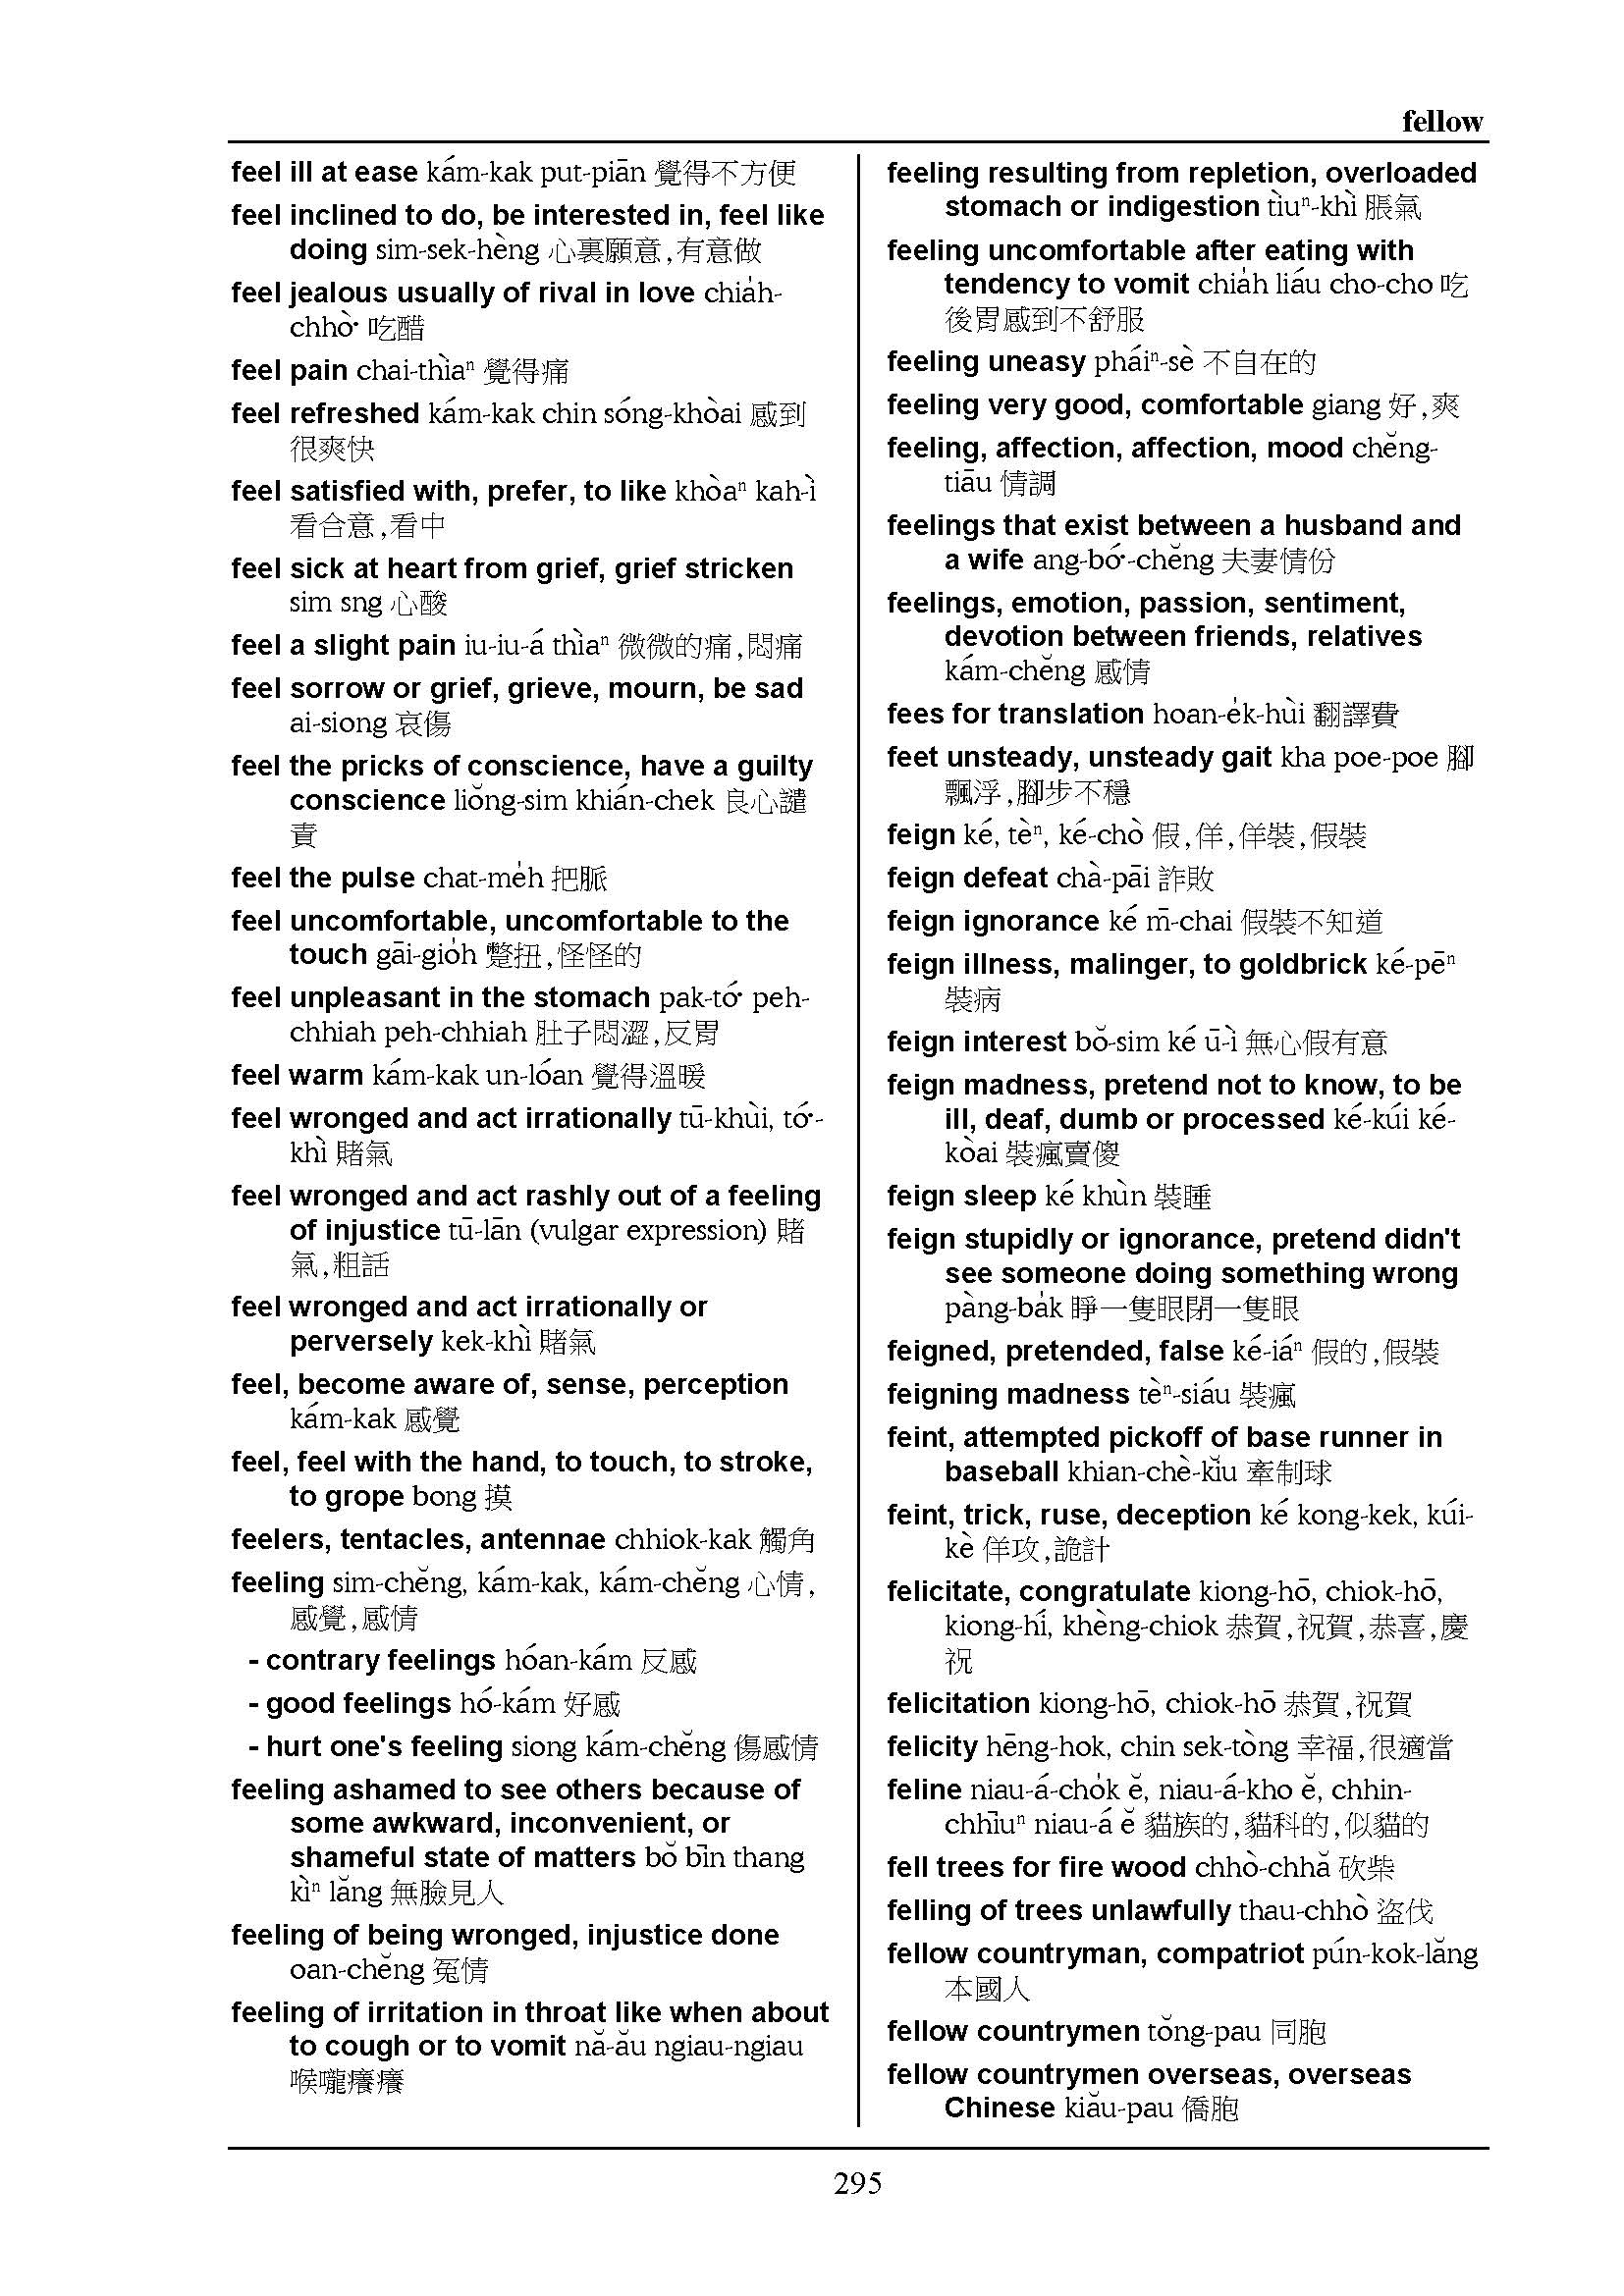 fellow
feel ill at ease kám-kak put-piān 覺得不方便
feel inclined to do, be interested in, feel like
doing sim-sek-hèng 心裏願意,有意做
feel jealous usually of rival in love chia̍h-
chhò͘ 吃醋
feel pain chai-thìaⁿ 覺得痛
feel refreshed kám-kak chin sóng-khòai 感到
很爽快
feel satisfied with, prefer, to like khòaⁿ kah-ì
看合意,看中
feel sick at heart from grief, grief stricken
sim sng 心酸
feel a slight pain iu-iu-á thìaⁿ 微微的痛,悶痛
feel sorrow or grief, grieve, mourn, be sad
ai-siong 哀傷
feel the pricks of conscience, have a guilty
conscience liŏng-sim khián-chek 良心譴
責
feel the pulse chat-me̍h 把脈
feel uncomfortable, uncomfortable to the
touch gāi-gio̍h 蹩扭,怪怪的
feel unpleasant in the stomach pak-tó͘ peh-
chhiah peh-chhiah 肚子悶澀,反胃
feel warm kám-kak un-lóan 覺得溫暖
feel wronged and act irrationally tū-khùi, tó͘-
khì 賭氣
feel wronged and act rashly out of a feeling
of injustice tū-lān (vulgar expression) 賭
氣,粗話
feel wronged and act irrationally or
perversely kek-khì 賭氣
feel, become aware of, sense, perception
kám-kak 感覺
feel, feel with the hand, to touch, to stroke,
to grope bong 摸
feelers, tentacles, antennae chhiok-kak 觸角
feeling sim-chĕng, kám-kak, kám-chĕng 心情,
感覺,感情
- contrary feelings hóan-kám 反感
- good feelings hó-kám 好感
- hurt one's feeling siong kám-chĕng 傷感情
feeling ashamed to see others because of
some awkward, inconvenient, or
shameful state of matters bŏ bīn thang
kìⁿ lăng 無臉見人
feeling of being wronged, injustice done
oan-chĕng 冤情
feeling of irritation in throat like when about
to cough or to vomit nă-ău ngiau-ngiau
喉嚨癢癢
feeling resulting from repletion, overloaded
stomach or indigestion tìuⁿ-khì 脹氣
feeling uncomfortable after eating with
tendency to vomit chia̍h liáu cho-cho 吃
後胃感到不舒服
feeling uneasy pháiⁿ-sè 不自在的
feeling very good, comfortable giang 好,爽
feeling, affection, affection, mood chĕng-
tiāu 情調
feelings that exist between a husband and
a wife ang-bó͘-chĕng 夫妻情份
feelings, emotion, passion, sentiment,
devotion between friends, relatives
kám-chĕng 感情
fees for translation hoan-e̍k-hùi 翻譯費
feet unsteady, unsteady gait kha poe-poe 腳
飄浮,腳步不穩
feign ké, tèⁿ, ké-chò 假,佯,佯裝,假裝
feign defeat chà-pāi 詐敗
feign ignorance ké m̄-chai 假裝不知道
feign illness, malinger, to goldbrick ké-pēⁿ
裝病
feign interest bŏ-sim ké ū-ì 無心假有意
feign madness, pretend not to know, to be
ill, deaf, dumb or processed ké-kúi ké-
kòai 裝瘋賣傻
feign sleep ké khùn 裝睡
feign stupidly or ignorance, pretend didn't
see someone doing something wrong
pàng-ba̍k 睜一隻眼閉一隻眼
feigned, pretended, false ké-iáⁿ 假的,假裝
feigning madness tèⁿ-siáu 裝瘋
feint, attempted pickoff of base runner in
baseball khian-chè-kĭu 牽制球
feint, trick, ruse, deception ké kong-kek, kúi-
kè 佯攻,詭計
felicitate, congratulate kiong-hō, chiok-hō,
kiong-hí, khèng-chiok 恭賀,祝賀,恭喜,慶
祝
felicitation kiong-hō, chiok-hō 恭賀,祝賀
felicity hēng-hok, chin sek-tòng 幸福,很適當
feline niau-á-cho̍k ĕ, niau-á-kho ĕ, chhin-
chhīuⁿ niau-á ĕ 貓族的,貓科的,似貓的
fell trees for fire wood chhò-chhă 砍柴
felling of trees unlawfully thau-chhò 盜伐
fellow countryman, compatriot pún-kok-lăng
本國人
fellow countrymen tŏng-pau 同胞
fellow countrymen overseas, overseas
Chinese kiău-pau 僑胞
295